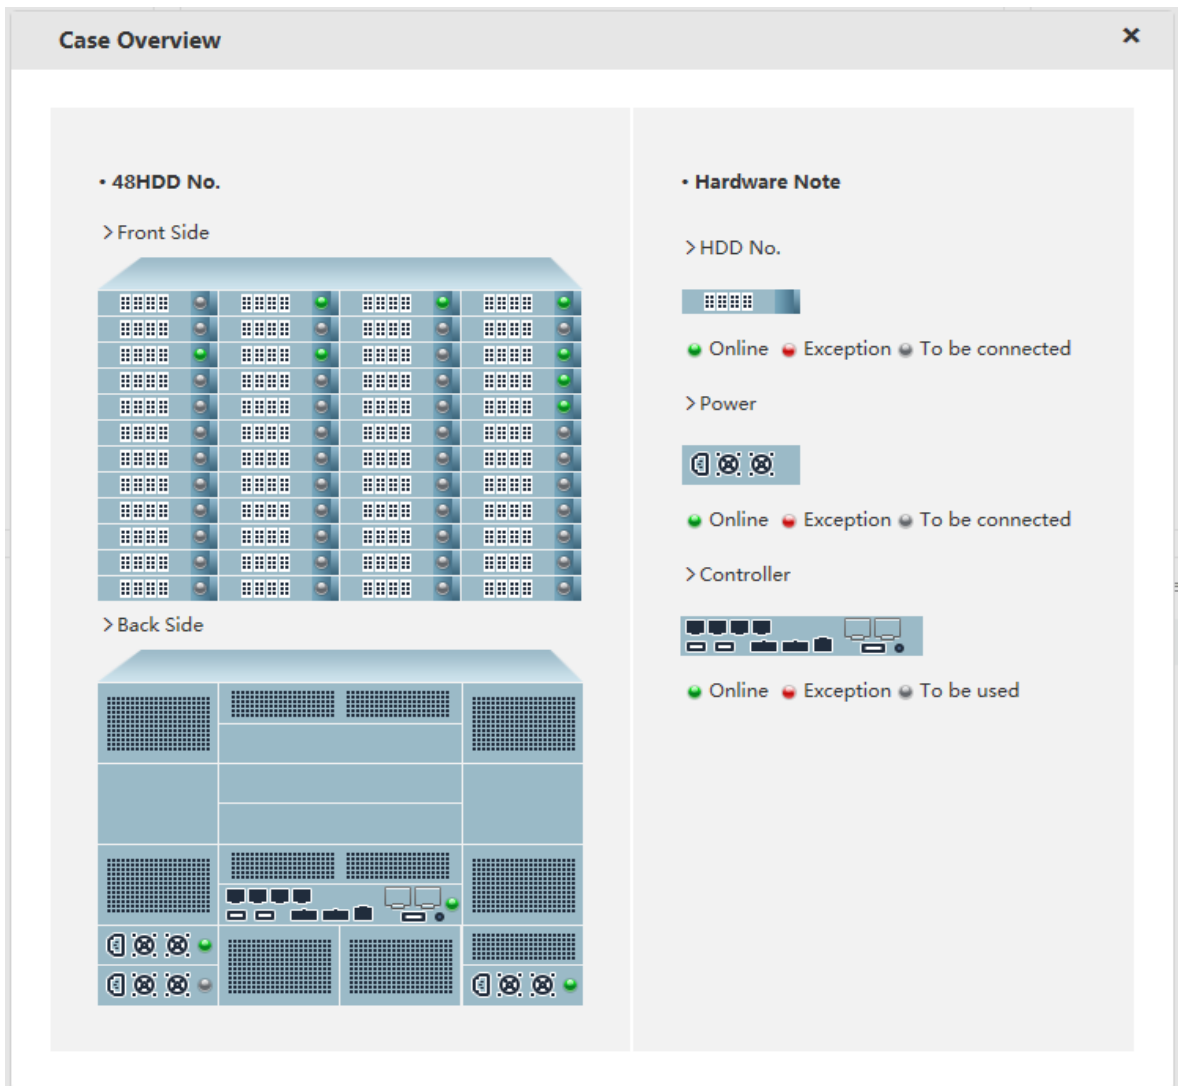 Case Overview
• 48HDD No.
>Front Side
>Back Side
• Hardware Note
>HDD No.
Online Exception To be connected
>Power
Online Exception To be connected
>Controller
Online Exception To be used